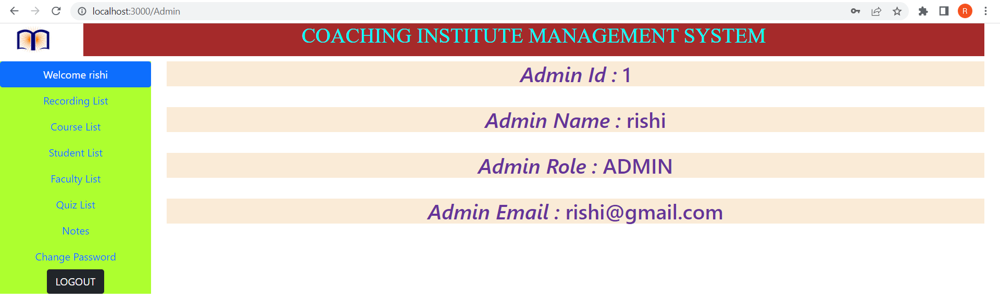 localhost:3000/Admin
R
COACHING INSTITUTE MANAGEMENT SYSTEM
Welcome rishi
Recording List
Course List
Student List
Faculty List
Quiz List
Notes
Change Password
LOGOUT
Admin Id : 1
Admin Name : rishi
Admin Role : ADMIN
Admin Email : rishi@gmail.com